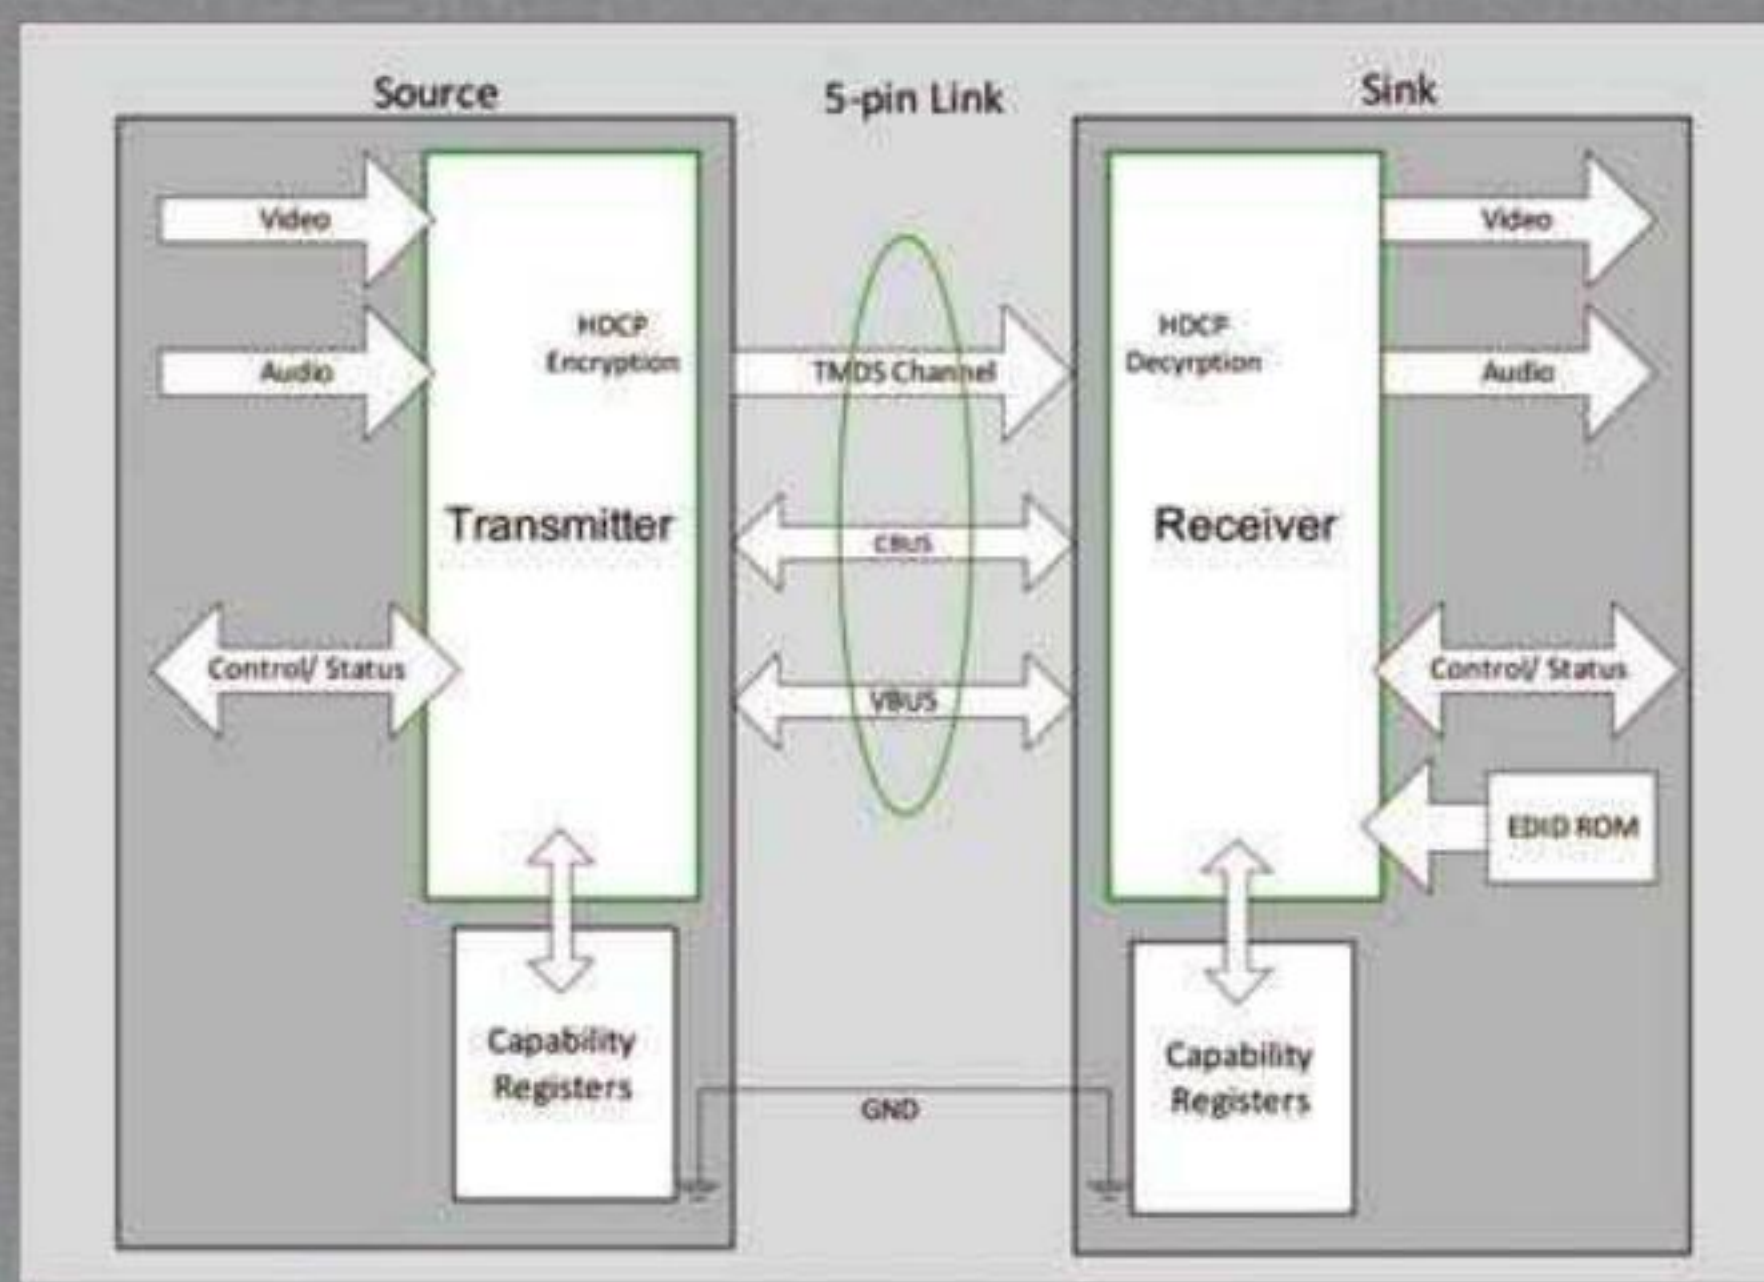 Source
5-pin Link
Sink
Video
Audio
HDCP
Encryption
Transmitter
Control/ Status
Capability
Registers
TMDS Channel
CBUS
VBUS
GND
HDCP
Decyrption
Receiver
Video
Audio
Control/ Status
EDID ROM
Capability
Registers